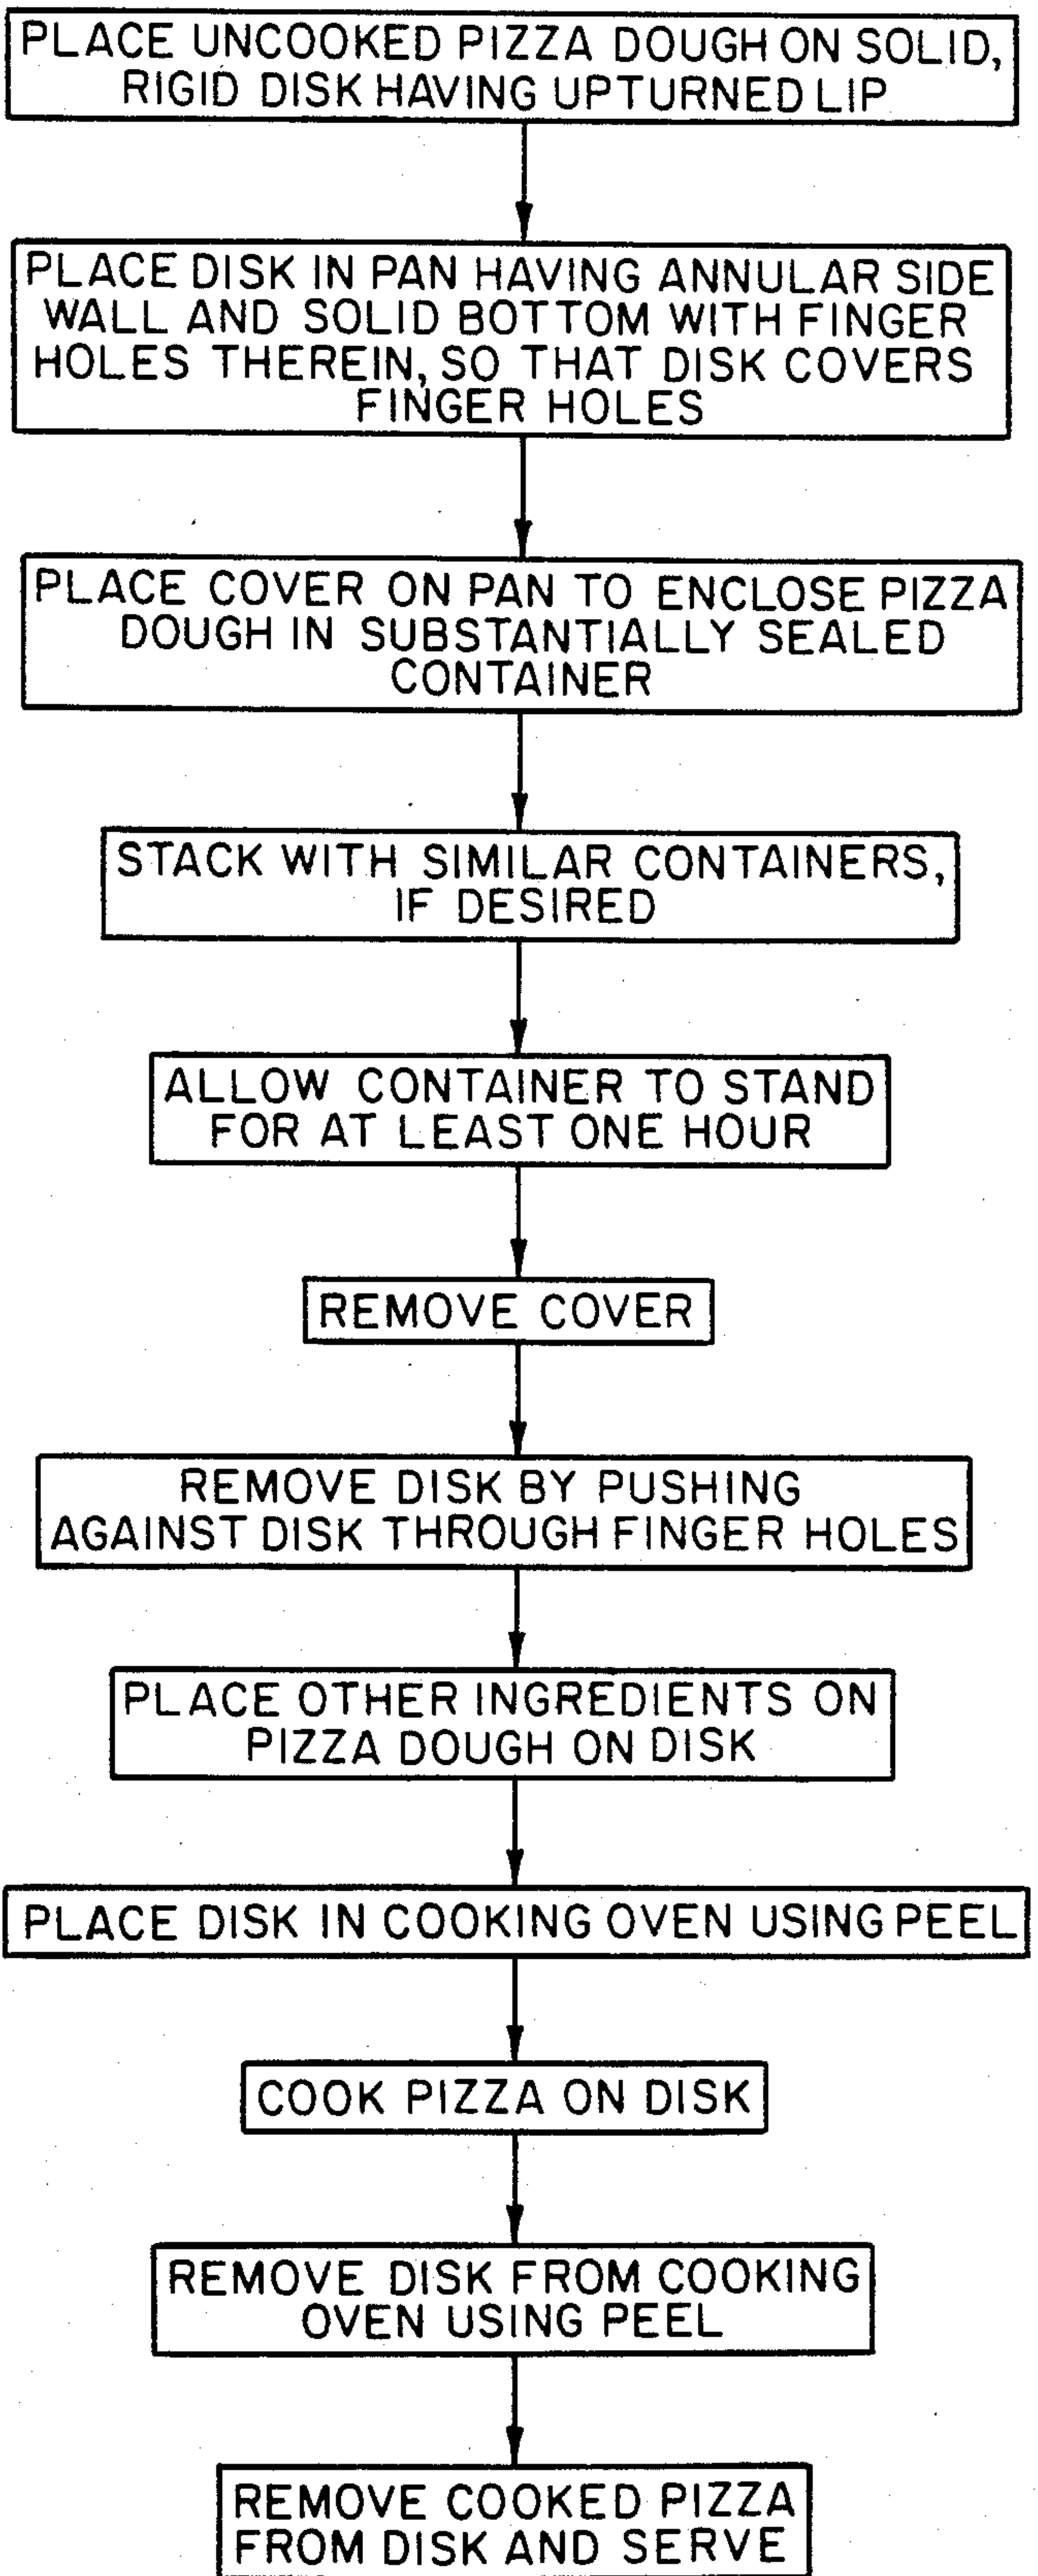 PLACE UNCOOKED PIZZA DOUGH ON SOLID,
RIGID DISK HAVING UPTURNED LIP
PLACE DISK IN PAN HAVING ANNULAR SIDE
WALL AND SOLID BOTTOM WITH FINGER
HOLES THEREIN, SO THAT DISK COVERS
FINGER HOLES
PLACE COVER ON PAN TO ENCLOSE PIZZA
DOUGH IN SUBSTANTIALLY SEALED
CONTAINER
STACK WITH SIMILAR CONTAINERS,
IF DESIRED
ALLOW CONTAINER TO STAND
FOR AT LEAST ONE HOUR
REMOVE COVER
REMOVE DISK BY PUSHING
AGAINST DISK THROUGH FINGER HOLES
PLACE OTHER INGREDIENTS ON
PIZZA DOUGH ON DISK
PLACE DISK IN COOKING OVEN USING PEEL
COOK PIZZA ON DISK
REMOVE DISK FROM COOKING
OVEN USING PEEL
REMOVE COOKED PIZZA
FROM DISK AND SERVE